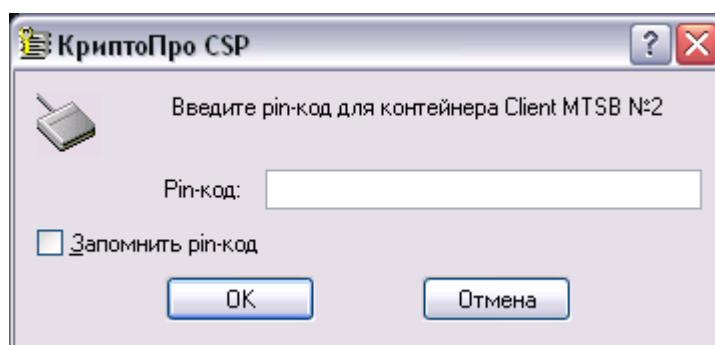 КриптоПро CSP
Введите pin-код для контейнера Client MTSB №2
Pin-код:
Запомнить pin-код
OK
Отмена